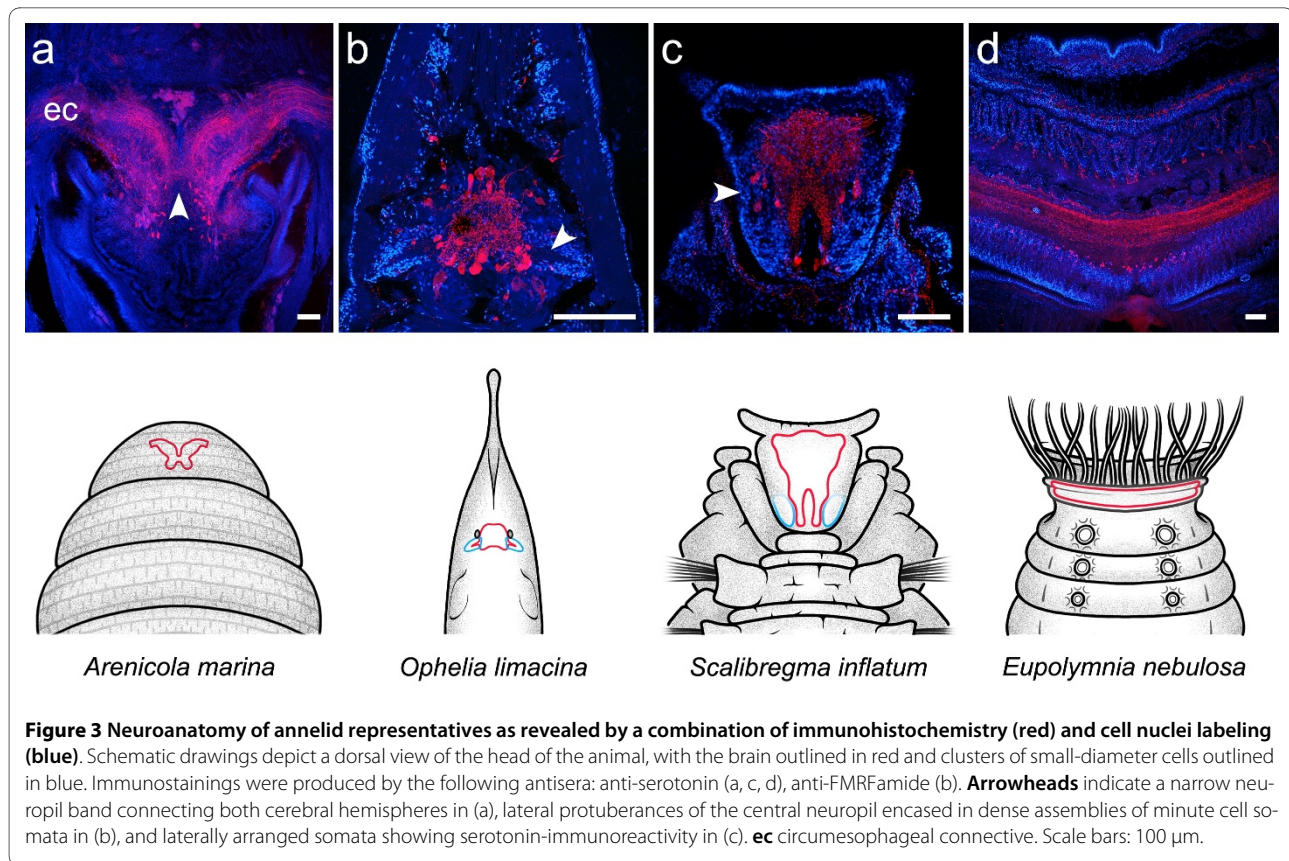 a
b
c
d
ec
Arenicola marina
Ophelia limacina
Scalibregma inflatum
Eupolymnia nebulosa
Figure 3 Neuroanatomy of annelid representatives as revealed by a combination of immunohistochemistry (red) and cell nuclei labeling
(blue). Schematic drawings depict a dorsal view of the head of the animal, with the brain outlined in red and clusters of small-diameter cells outlined
in blue. Immunostainings were produced by the following antisera: anti-serotonin (a, c, d), anti-FMRFamide (b). Arrowheads indicate a narrow neu-
ropil band connecting both cerebral hemispheres in (a), lateral protuberances of the central neuropil encased in dense assemblies of minute cell so-
mata in (b), and laterally arranged somata showing serotonin-immunoreactivity in (c). ec circumesophageal connective. Scale bars: 100 μm.